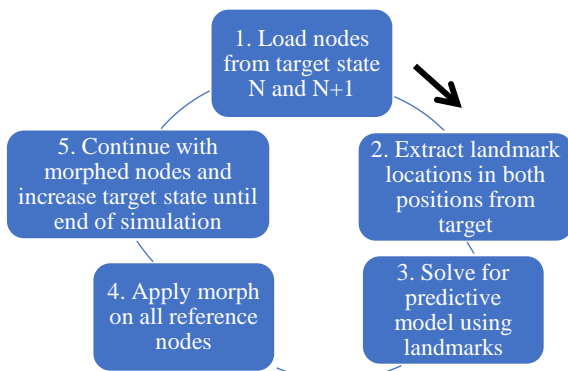 1. Load nodes
from target state
N and N+1
2. Extract landmark
locations in both
positions from
target
3. Solve for
predictive
model using
landmarks
4. Apply morph
on all reference
nodes
5. Continue with
morphed nodes and
increase target state until
end of simulation